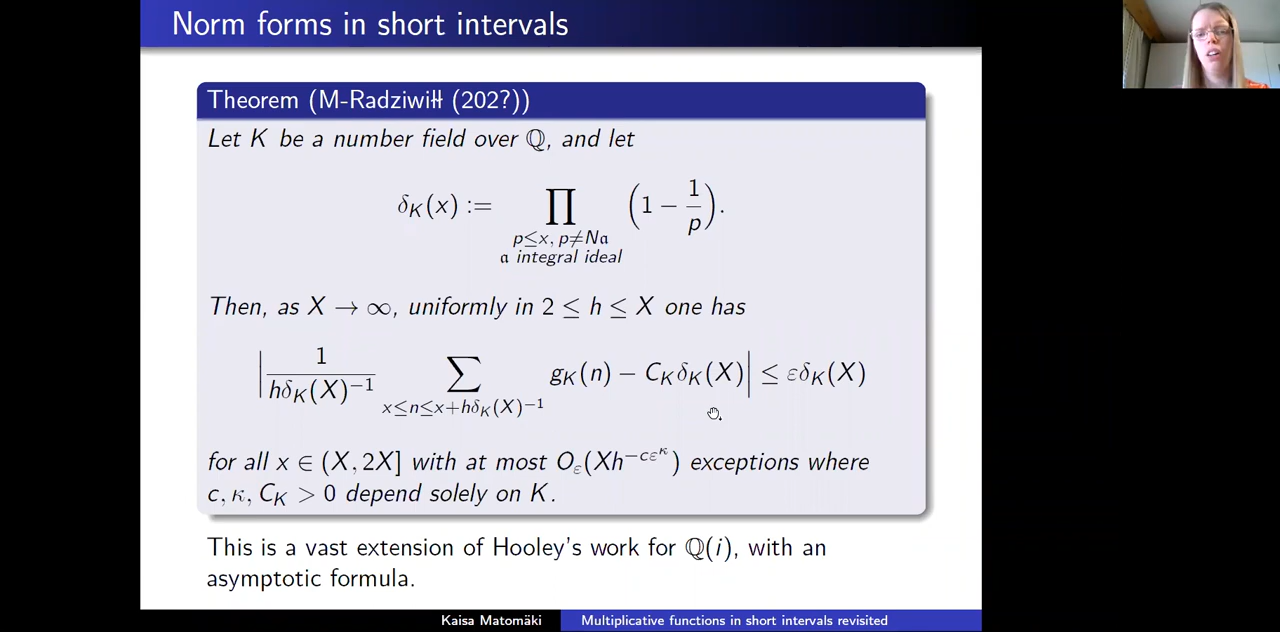 Norm forms in short intervals
Theorem (M-Radziwiłł (202?))
Let K be a number field over ℚ, and let
δ_K(x) := ∏_{p≤x, p≠N𝔞, 𝔞 integral ideal} (1 − 1/p).
Then, as X → ∞, uniformly in 2 ≤ h ≤ X one has
|1/(hδ_K(X)^{−1}) ∑_{x≤n≤x+hδ_K(X)^{−1}} g_K(n) − C_Kδ_K(X)| ≤ εδ_K(X)
for all x ∈ (X, 2X] with at most O_ε(Xh^{−cε^κ}) exceptions where
c, κ, C_K > 0 depend solely on K.
This is a vast extension of Hooley's work for ℚ(i), with an
asymptotic formula.
Kaisa Matomäki
Multiplicative functions in short intervals revisited